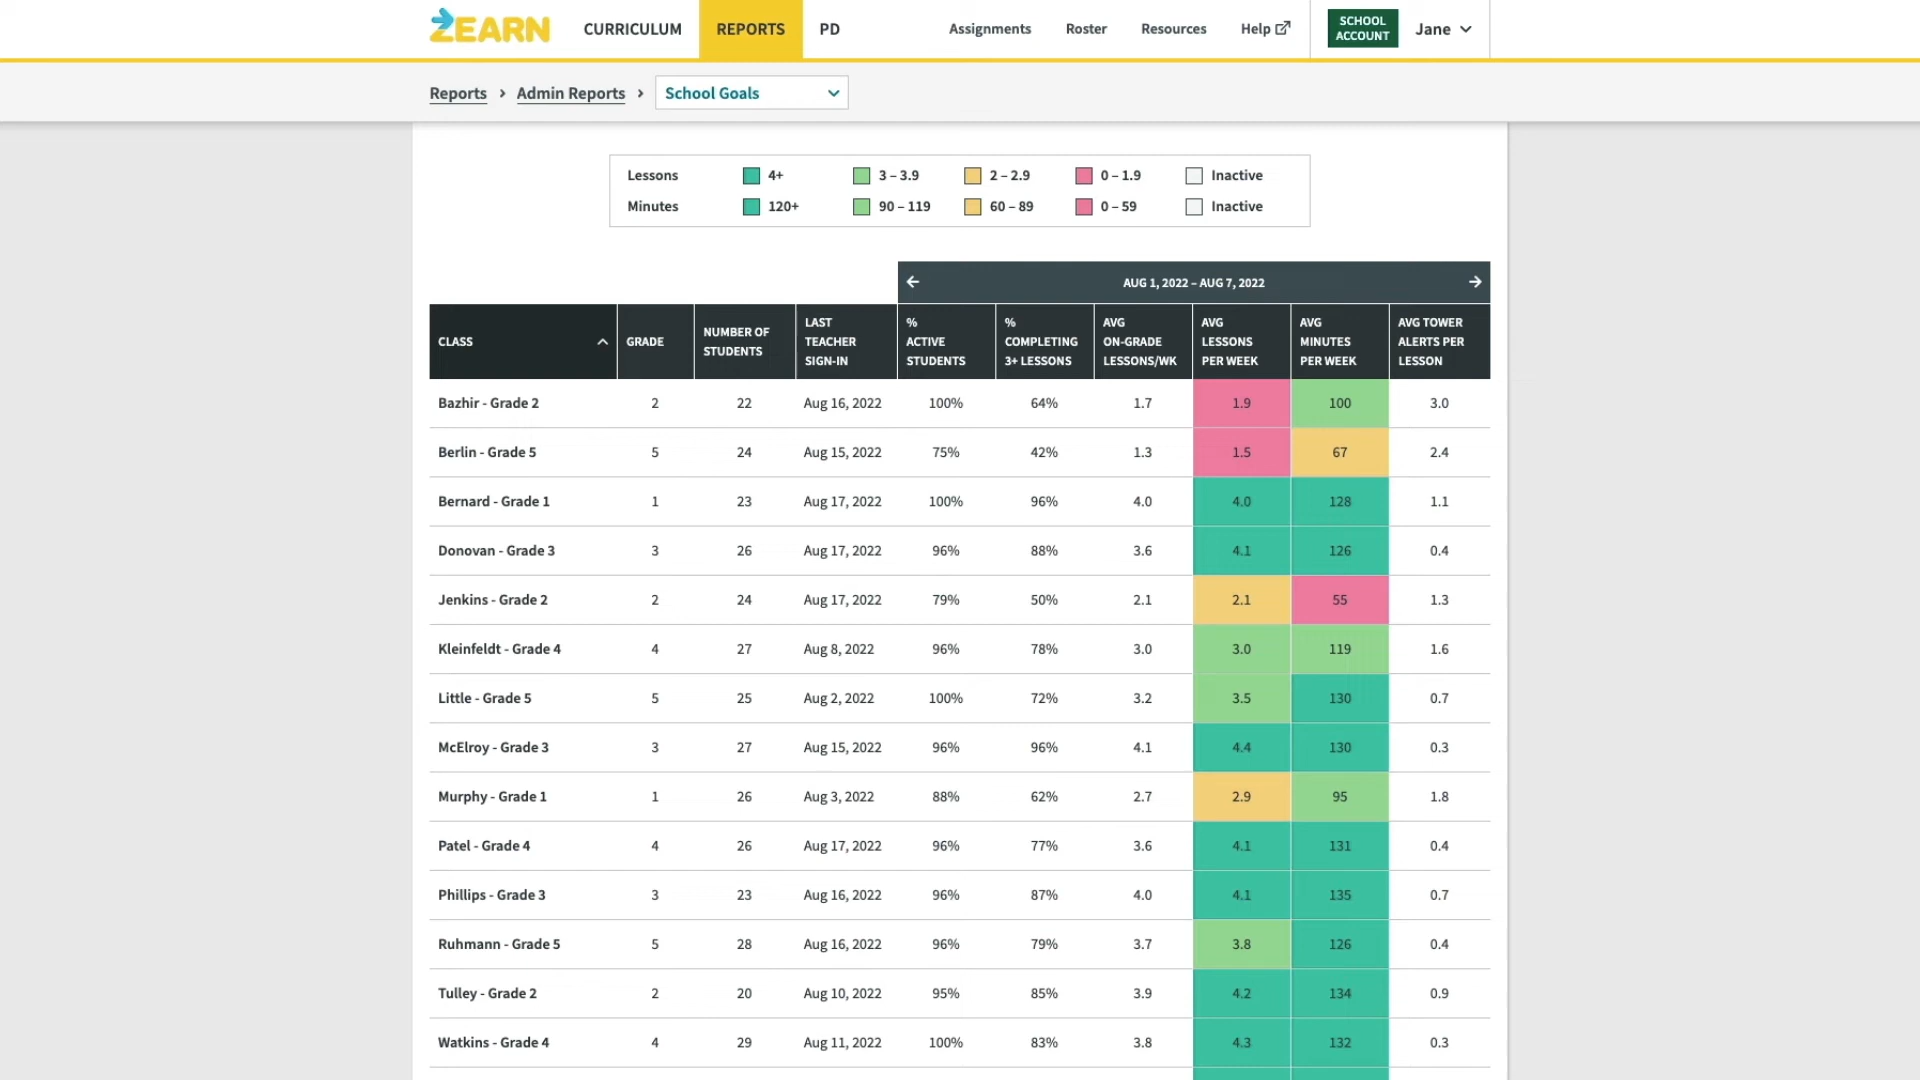 ZEARN CURRICULUM REPORTS PD Assignments Roster Resources Help SCHOOL ACCOUNT Jane
Reports > Admin Reports > School Goals
Lessons 4+ 3 – 3.9 2 – 2.9 0 – 1.9 Inactive
Minutes 120+ 90 – 119 60 – 89 0 – 59 Inactive
AUG 1, 2022 – AUG 7, 2022
CLASS GRADE NUMBER OF STUDENTS LAST TEACHER SIGN-IN % ACTIVE STUDENTS % COMPLETING 3+ LESSONS AVG ON-GRADE LESSONS/WK AVG LESSONS PER WEEK AVG MINUTES PER WEEK AVG TOWER ALERTS PER LESSON
Bazhir - Grade 2 2 22 Aug 16, 2022 100% 64% 1.7 1.9 100 3.0
Berlin - Grade 5 5 24 Aug 15, 2022 75% 42% 1.3 1.5 67 2.4
Bernard - Grade 1 1 23 Aug 17, 2022 100% 96% 4.0 4.0 128 1.1
Donovan - Grade 3 3 26 Aug 17, 2022 96% 88% 3.6 4.1 126 0.4
Jenkins - Grade 2 2 24 Aug 17, 2022 79% 50% 2.1 2.1 55 1.3
Kleinfeldt - Grade 4 4 27 Aug 8, 2022 96% 78% 3.0 3.0 119 1.6
Little - Grade 5 5 25 Aug 2, 2022 100% 72% 3.2 3.5 130 0.7
McElroy - Grade 3 3 27 Aug 15, 2022 96% 96% 4.1 4.4 130 0.3
Murphy - Grade 1 1 26 Aug 3, 2022 88% 62% 2.7 2.9 95 1.8
Patel - Grade 4 4 26 Aug 17, 2022 96% 77% 3.6 4.1 131 0.4
Phillips - Grade 3 3 23 Aug 16, 2022 96% 87% 4.0 4.1 135 0.7
Ruhmann - Grade 5 5 28 Aug 16, 2022 96% 79% 3.7 3.8 126 0.4
Tulley - Grade 2 2 20 Aug 10, 2022 95% 85% 3.9 4.2 134 0.9
Watkins - Grade 4 4 29 Aug 11, 2022 100% 83% 3.8 4.3 132 0.3